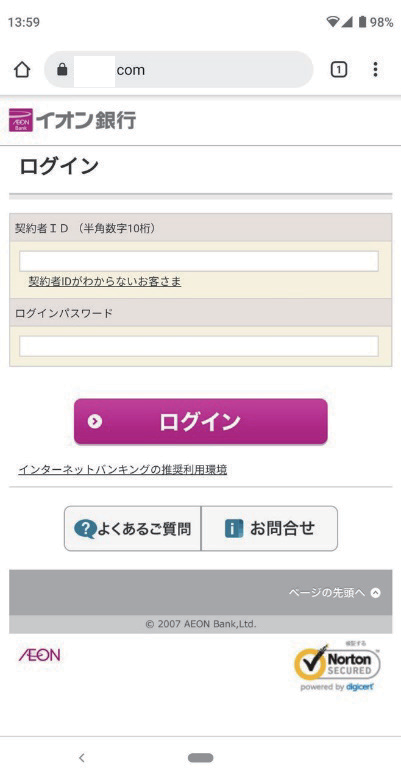 13:59
98%
com
1
ÆON
Bank
イオン銀行
ログイン
契約者ＩＤ （半角数字10桁）
契約者IDがわからないお客さま
ログインパスワード
ログイン
インターネットバンキングの推奨利用環境
? よくあるご質問
i お問合せ
ページの先頭へ
© 2007 AEON Bank,Ltd.
ÆON
Norton
SECURED
powered by digicert